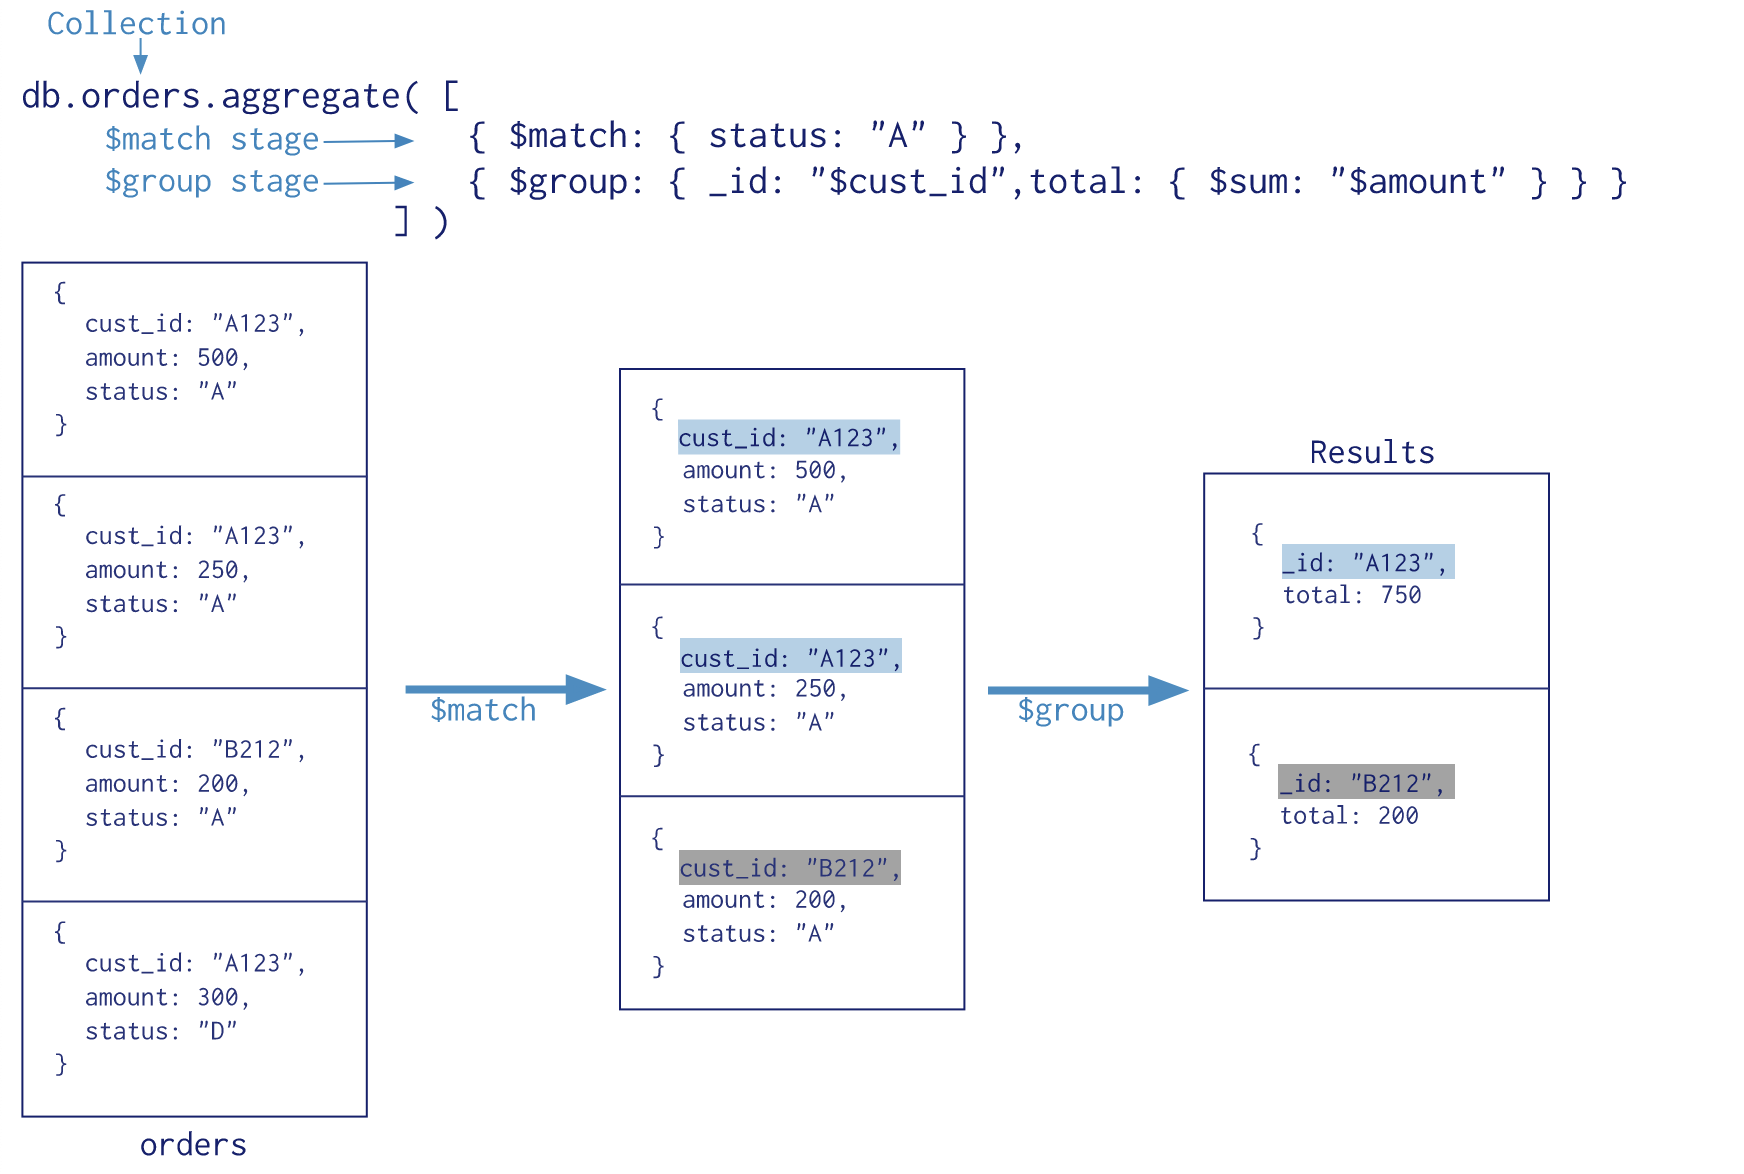 Collection
db.orders.aggregate( [
$match stage
{ $match: { status: "A" } },
$group stage
{ $group: { _id: "$cust_id",total: { $sum: "$amount" } } }
] )
{
cust_id: "A123",
amount: 500,
status: "A"
}
{
cust_id: "A123",
amount: 250,
status: "A"
}
{
cust_id: "B212",
amount: 200,
status: "A"
}
{
cust_id: "A123",
amount: 300,
status: "D"
}
orders
$match
{
cust_id: "A123",
amount: 500,
status: "A"
}
{
cust_id: "A123",
amount: 250,
status: "A"
}
{
cust_id: "B212",
amount: 200,
status: "A"
}
$group
Results
{
_id: "A123",
total: 750
}
{
_id: "B212",
total: 200
}